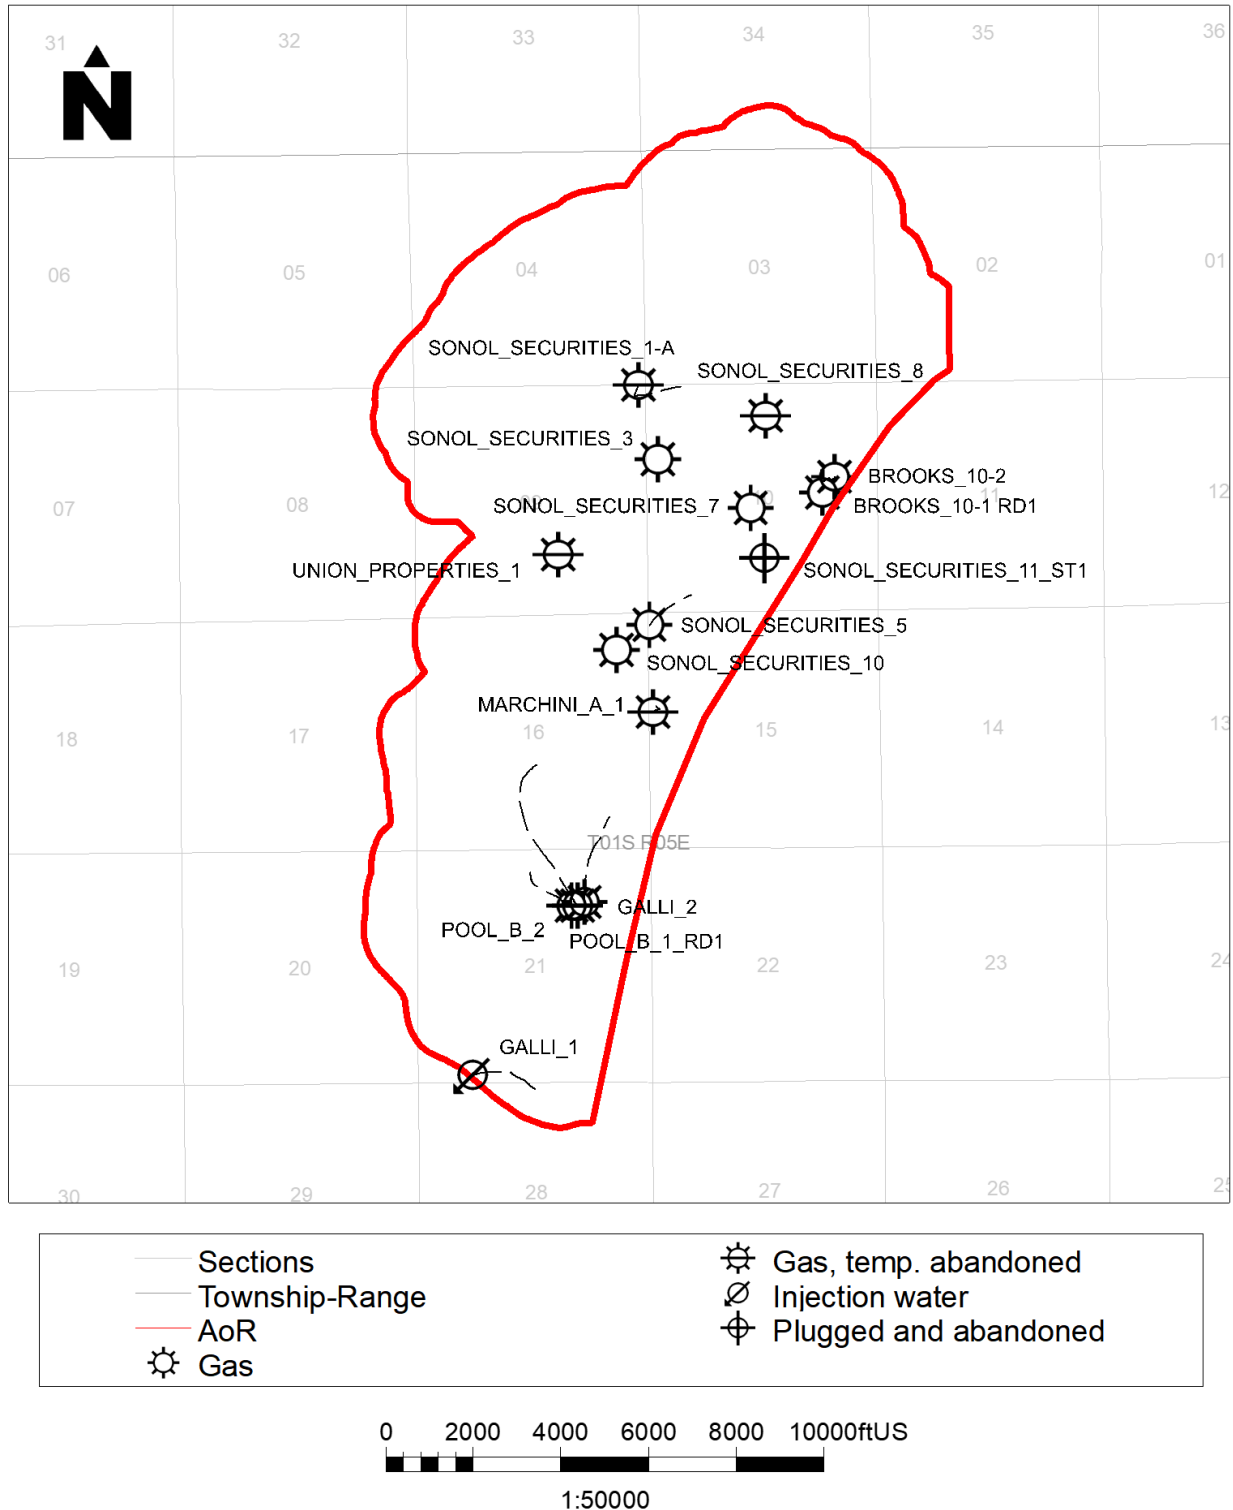 31 32 33 34 35 36
N
06 05 04 03 02 01
SONOL_SECURITIES_1-A
SONOL_SECURITIES_8
SONOL_SECURITIES_3
BROOKS_10-2
07 08 SONOL_SECURITIES_7 11 12
BROOKS_10-1 RD1
UNION_PROPERTIES_1
SONOL_SECURITIES_11_ST1
SONOL_SECURITIES_5
SONOL_SECURITIES_10
MARCHINI_A_1
18 17 16 15 14 13
T01S R05E
GALLI_2
POOL_B_2
POOL_B_1_RD1
19 20 21 22 23 24
GALLI_1
30 29 28 27 26 25
Sections
Township-Range
AoR
Gas
Gas, temp. abandoned
Injection water
Plugged and abandoned
0 2000 4000 6000 8000 10000ftUS
1:50000